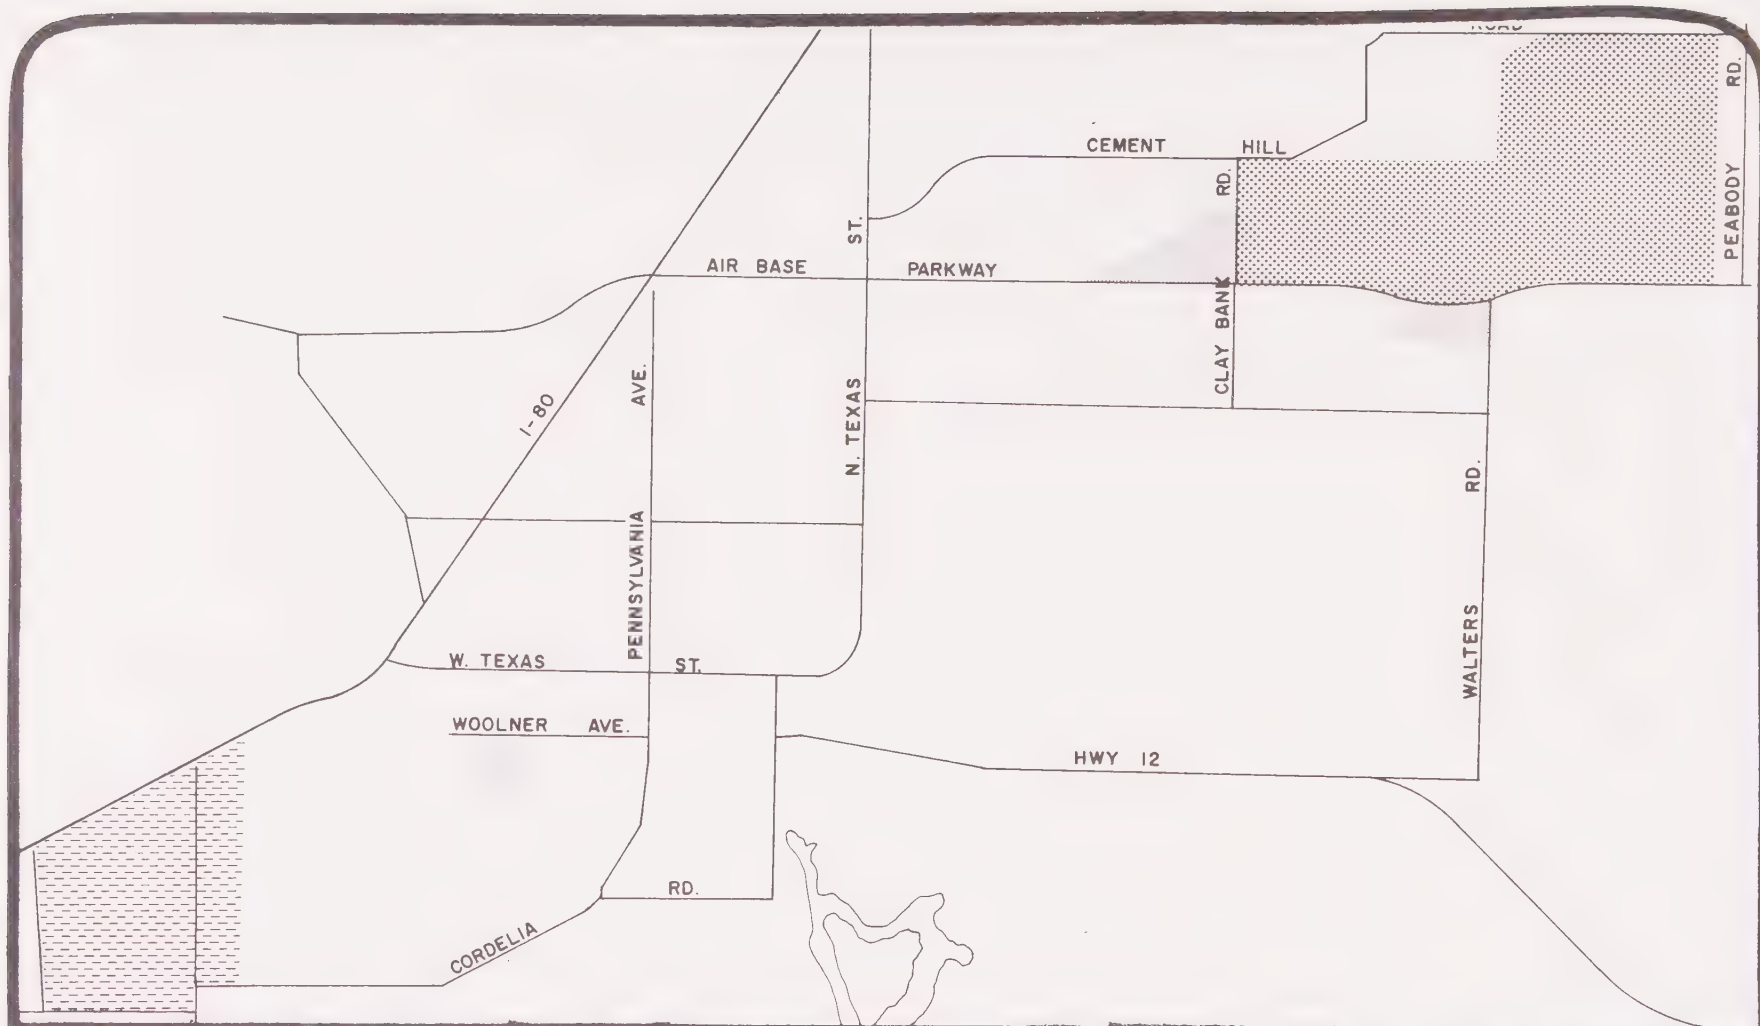 ROAD
RD.
PEABODY
CEMENT HILL
RD.
CLAY BANK
ST.
N. TEXAS
AIR BASE PARKWAY
I-80
AVE.
PENNSYLVANIA
RD.
WALTERS
W. TEXAS ST.
WOOLNER AVE.
HWY 12
RD.
CORDELIA